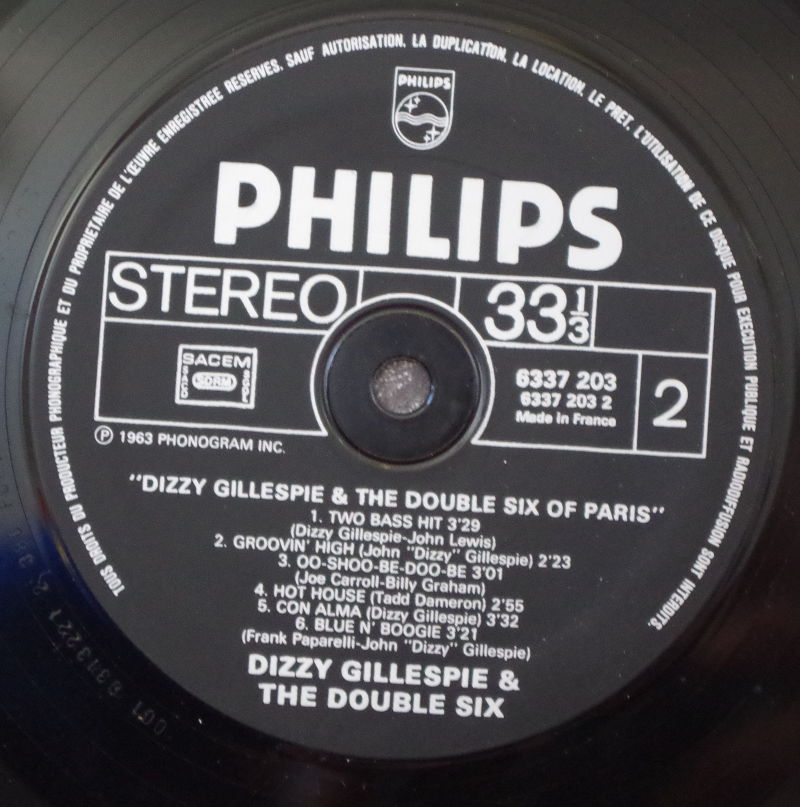 TOUS DROITS DU PRODUCTEUR PHONOGRAPHIQUE ET DU PROPRIETAIRE DE L'ŒUVRE ENREGISTREE RESERVES. SAUF AUTORISATION, LA DUPLICATION, LA LOCATION, LE PRET, L'UTILISATION DE CE DISQUE POUR EXECUTION PUBLIQUE ET RADIODIFFUSION SONT INTERDITS.
PHILIPS
PHILIPS
STEREO
33 1/3
SACEM
SDRM
SACD
SGDL
6337 203
6337 203 2
Made in France
2
Ⓟ 1963 PHONOGRAM INC.
"DIZZY GILLESPIE & THE DOUBLE SIX OF PARIS"
1. TWO BASS HIT 3'29
(Dizzy Gillespie-John Lewis)
2. GROOVIN' HIGH (John "Dizzy" Gillespie) 2'23
3. OO-SHOO-BE-DOO-BE 3'01
(Joe Carroll-Billy Graham)
4. HOT HOUSE (Tadd Dameron) 2'55
5. CON ALMA (Dizzy Gillespie) 3'32
6. BLUE N' BOOGIE 3'21
(Frank Paparelli-John "Dizzy" Gillespie)
DIZZY GILLESPIE &
THE DOUBLE SIX